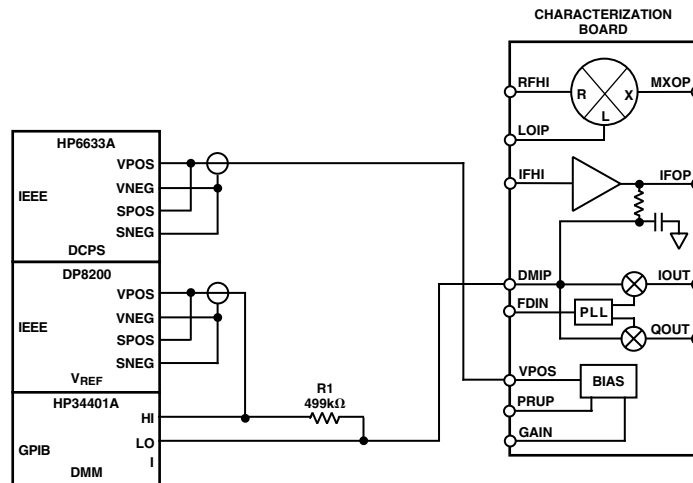 CHARACTERIZATION
BOARD
RFHI
R
X
L
MXOP
LOIP
IFHI
IFOP
DMIP
IOUT
FDIN
PLL
QOUT
VPOS
BIAS
PRUP
GAIN
HP6633A
VPOS
IEEE
VNEG
SPOS
SNEG
DCPS
DP8200
VPOS
IEEE
VNEG
SPOS
SNEG
VREF
HP34401A
HI
GPIB
LO
I
DMM
R1
499kΩ